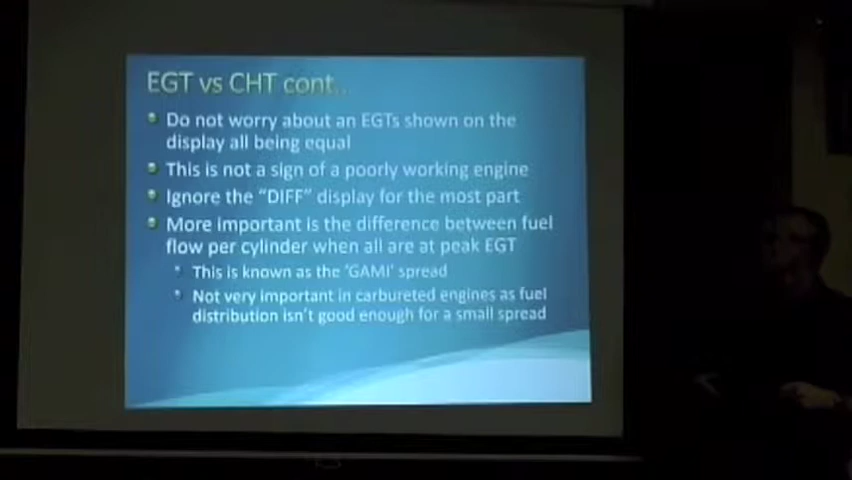 EGT vs CHT cont..
Do not worry about an EGTs shown on the
display all being equal
This is not a sign of a poorly working engine
Ignore the “DIFF” display for the most part
More important is the difference between fuel
flow per cylinder when all are at peak EGT
This is known as the ‘GAMI’ spread
Not very important in carbureted engines as fuel
distribution isn’t good enough for a small spread